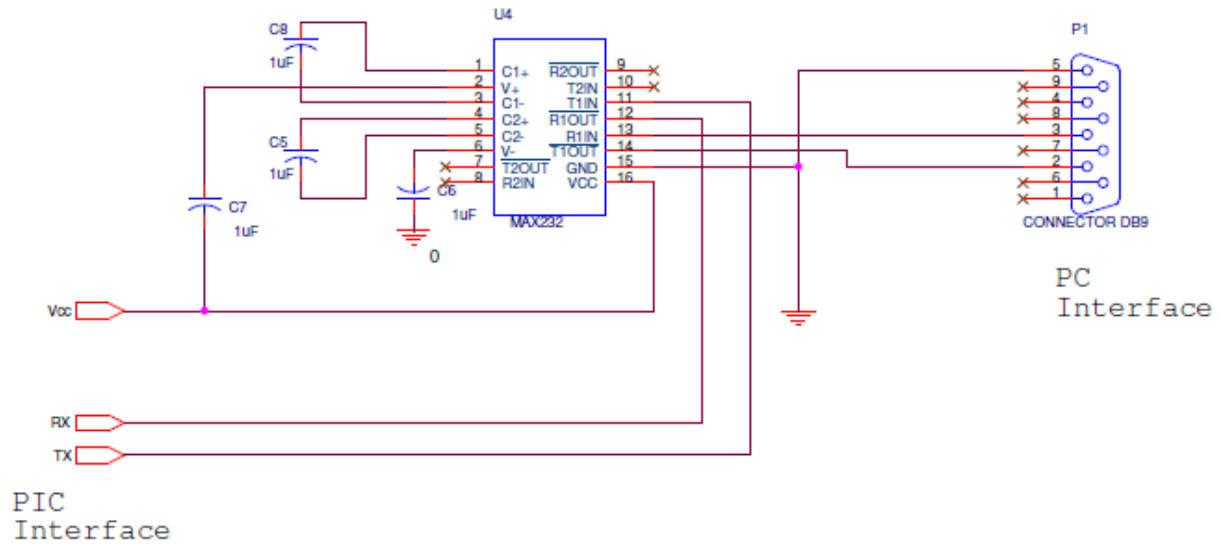 U4
P1
C8
1uF
1 C1+ R2OUT 9
2 V+ T2IN 10
3 C1- T1IN 11
4 C2+ R1OUT 12
5 C2- R1IN 13
6 V- T1OUT 14
7 T2OUT GND 15
8 R2IN VCC 16
MAX232
C5
1uF
C6
1uF
0
C7
1uF
5
9
4
8
3
7
2
6
1
CONNECTOR DB9
PC
Interface
Vcc
RX
TX
PIC
Interface